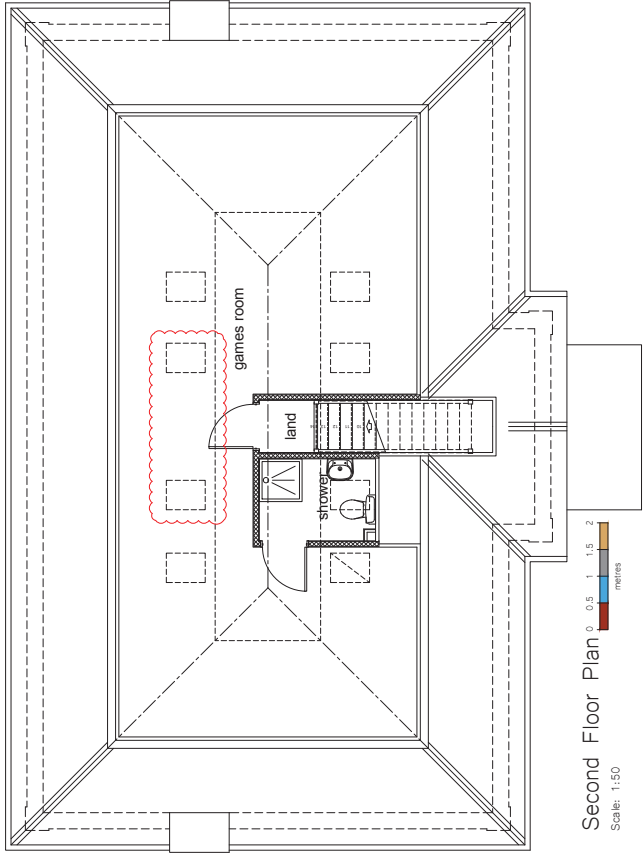 games room
land
shower
Second Floor Plan
Scale: 1:50
0 0.5 1 1.5 2
metres